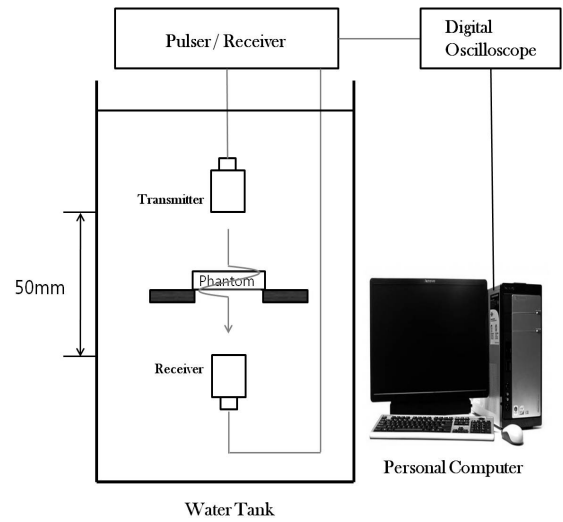 Pulser / Receiver
Digital
Oscilloscope
Transmitter
Phantom
50mm
Receiver
Personal Computer
Water Tank